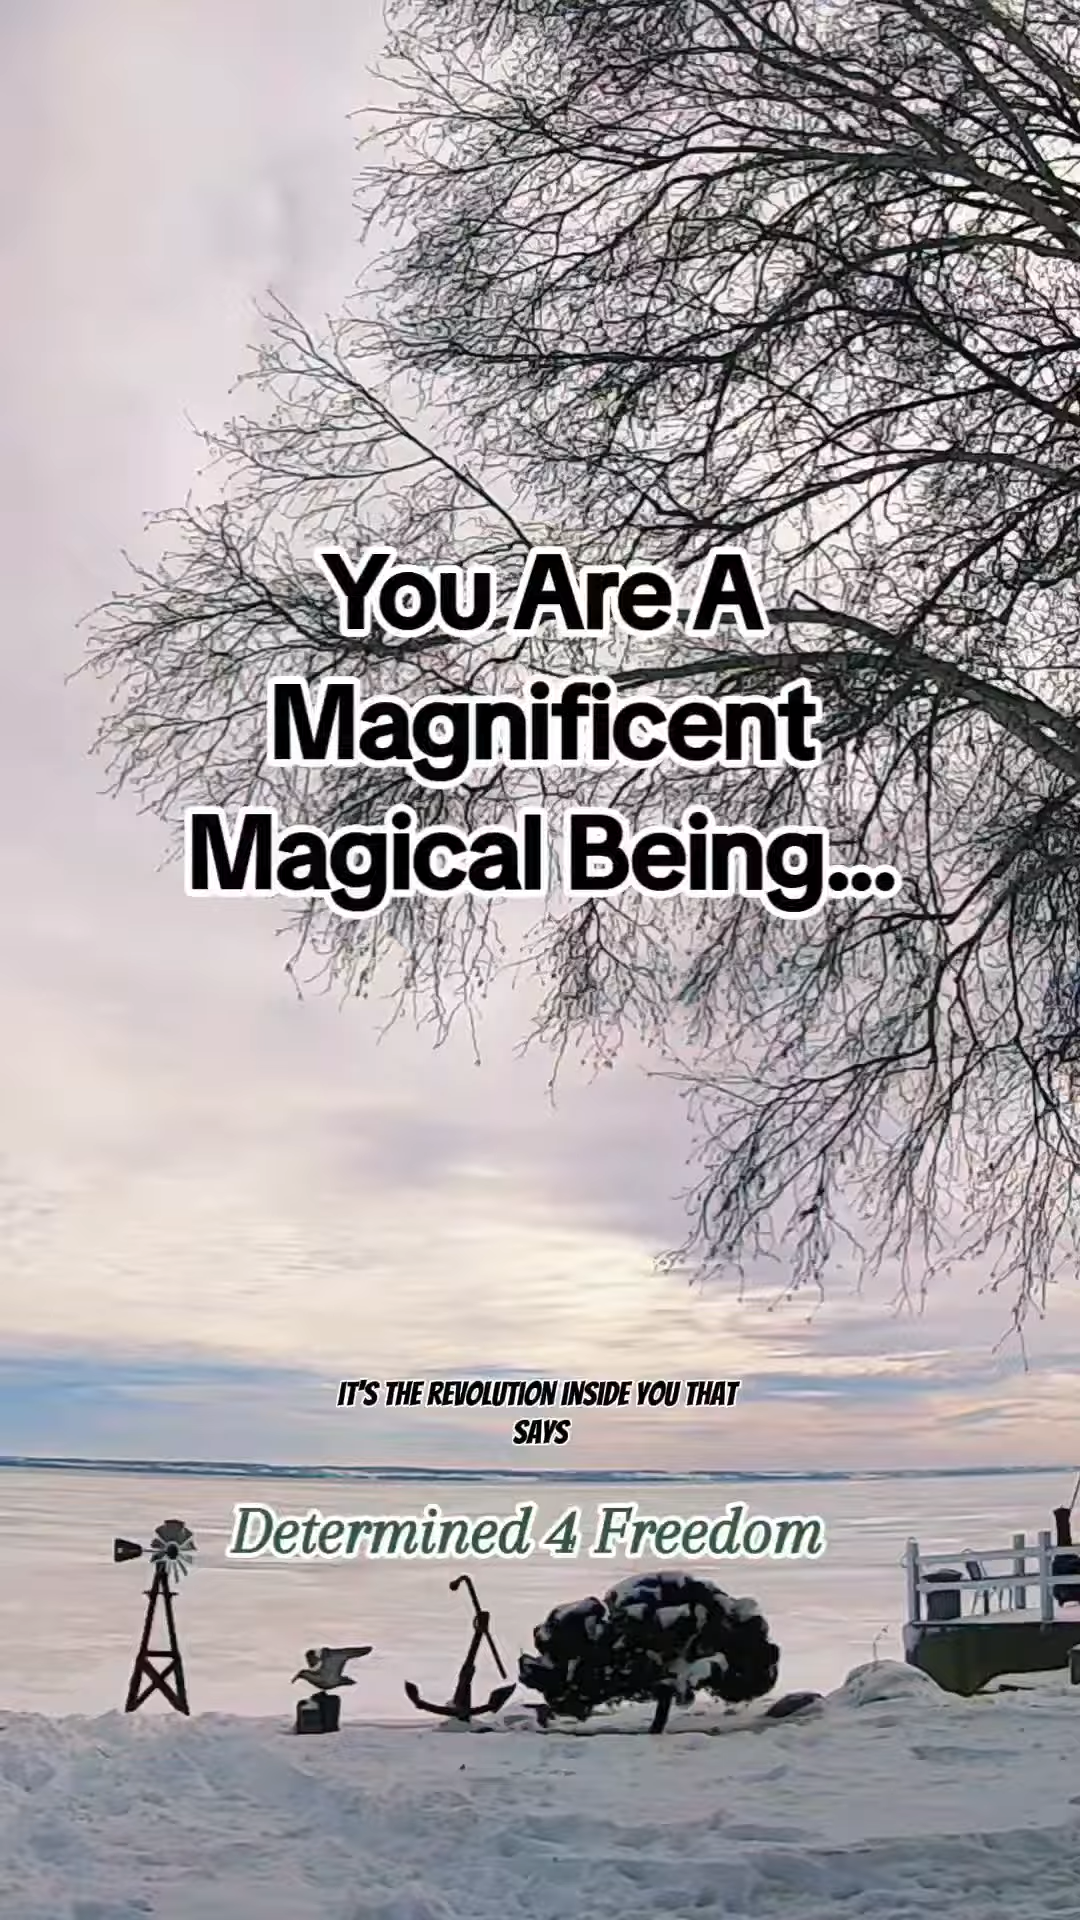 You Are A
Magnificent
Magical Being...
IT'S THE REVOLUTION INSIDE YOU THAT
SAYS
Determined 4 Freedom